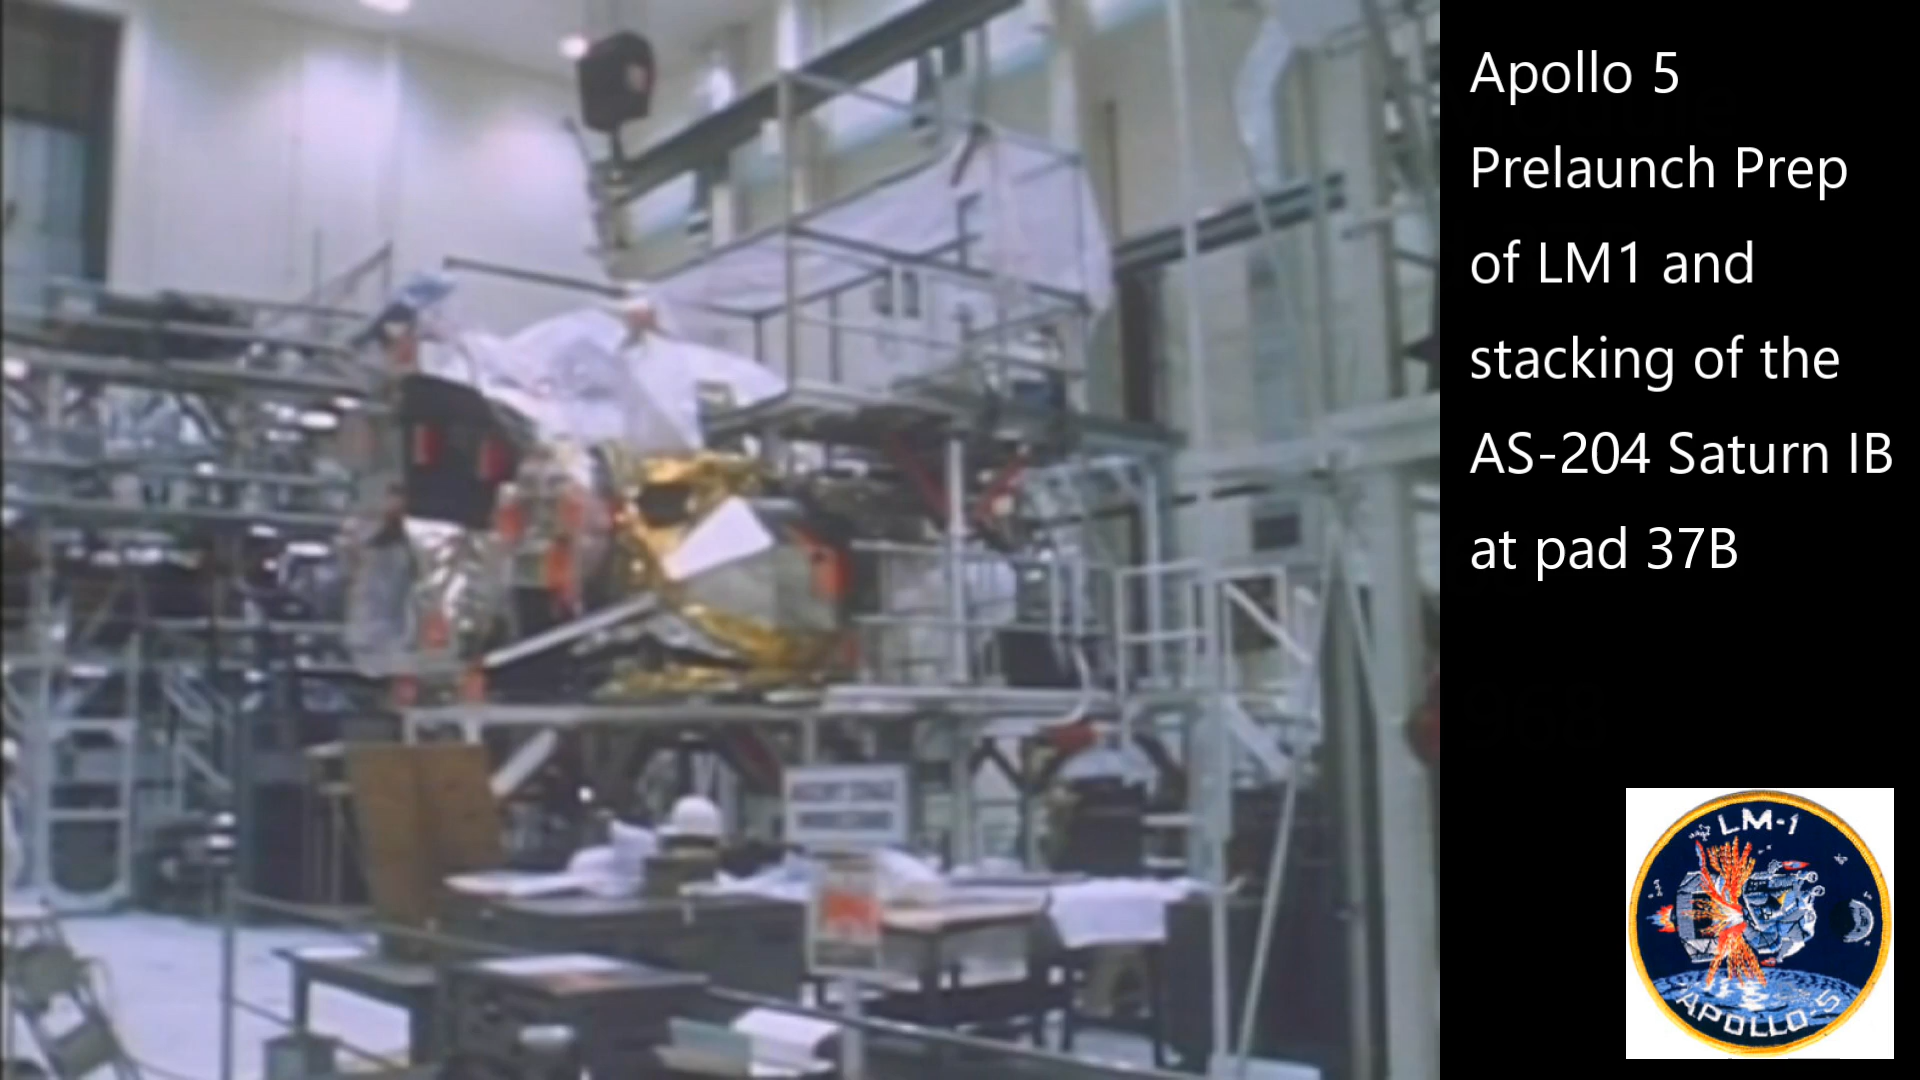 Apollo 5
Prelaunch Prep
of LM1 and
stacking of the
AS-204 Saturn IB
at pad 37B
LM-1
APOLLO-5